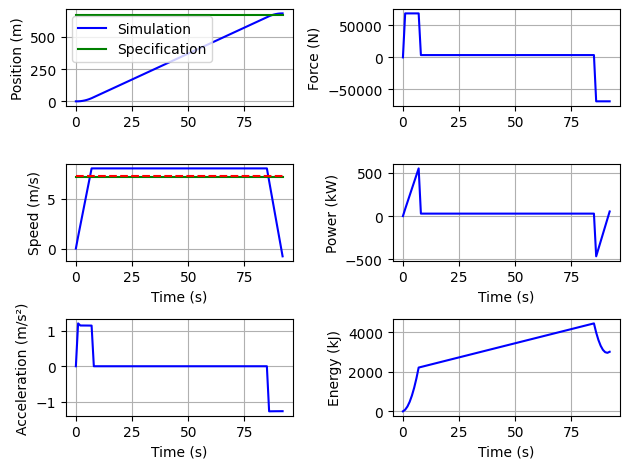 Position (m)
500
250
0
Simulation
Specification
0 25 50 75
Force (N)
50000
0
−50000
0 25 50 75
Speed (m/s)
5
0
0 25 50 75
Time (s)
Power (kW)
500
0
−500
0 25 50 75
Time (s)
Acceleration (m/s²)
1
0
−1
0 25 50 75
Time (s)
Energy (kJ)
4000
2000
0
0 25 50 75
Time (s)